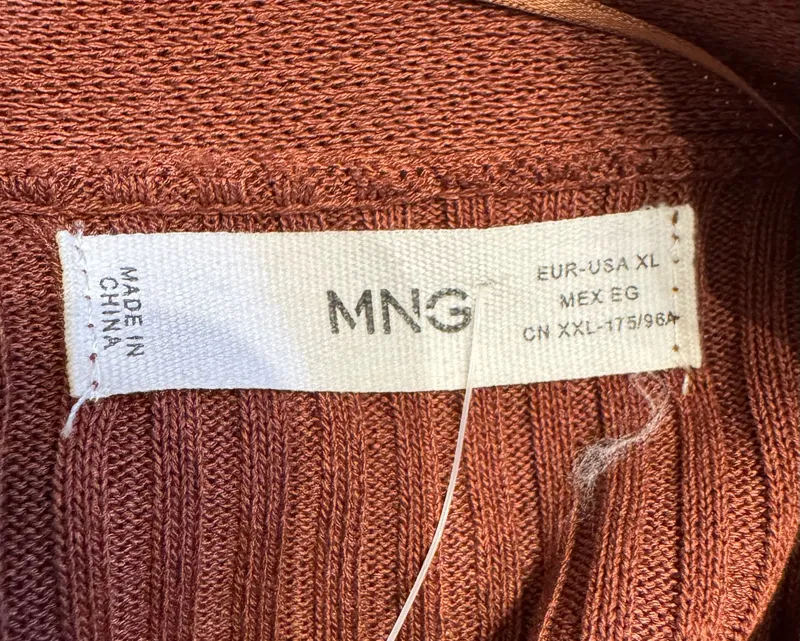 MADE IN
CHINA
MNG
EUR-USA XL
MEX EG
CN XXL-175/96A